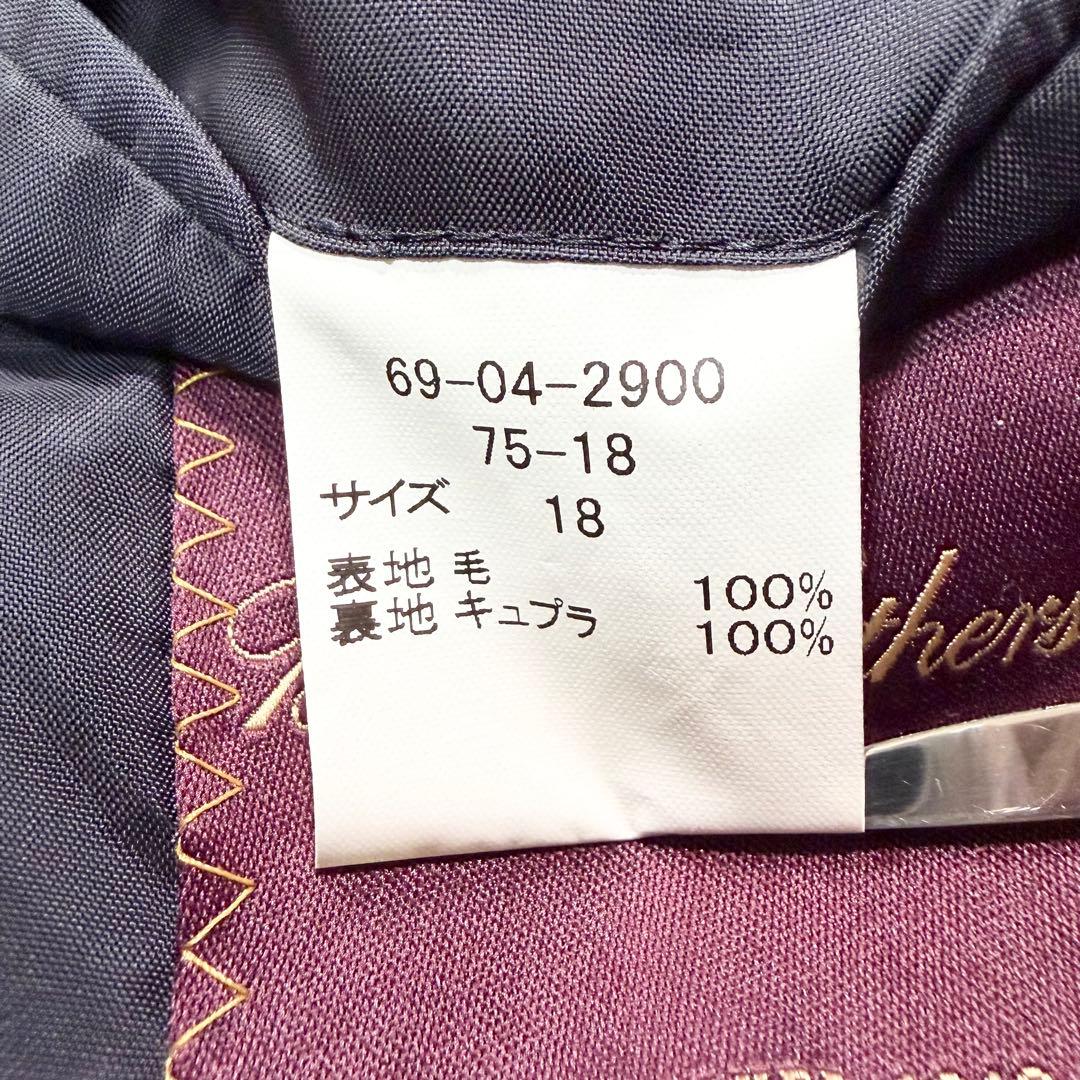 69-04-2900
75-18
サイズ 18
表地 毛 100%
裏地 キュプラ 100%